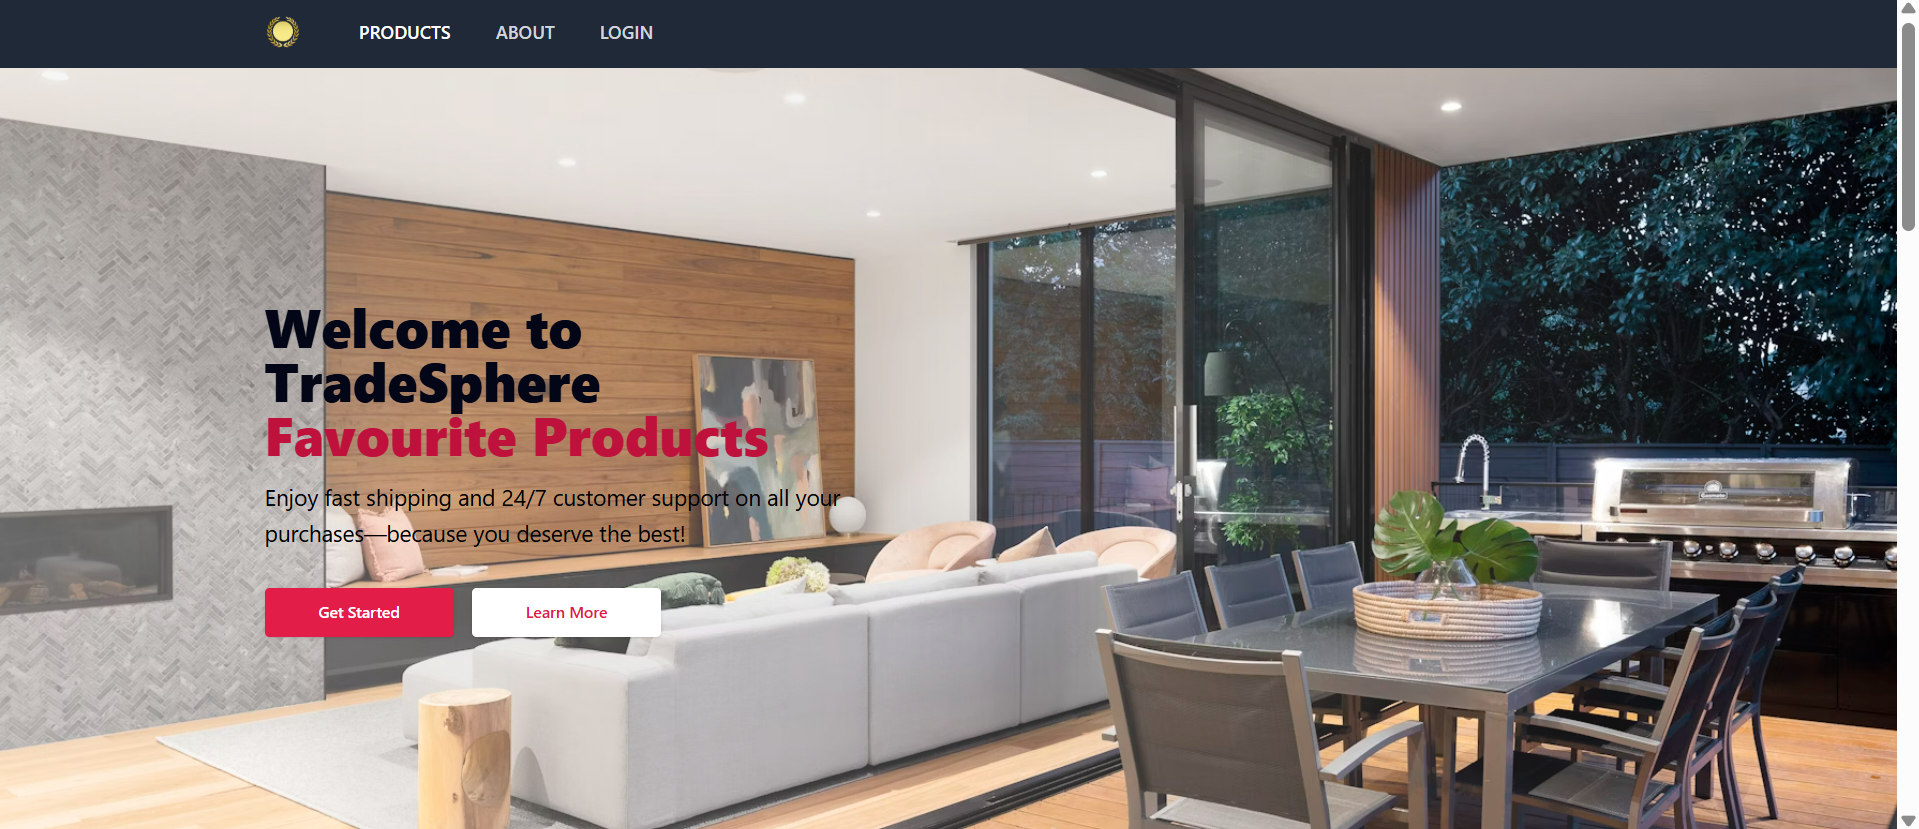 PRODUCTS ABOUT LOGIN
Welcome to
TradeSphere
Favourite Products
Enjoy fast shipping and 24/7 customer support on all your
purchases—because you deserve the best!
Get Started Learn More